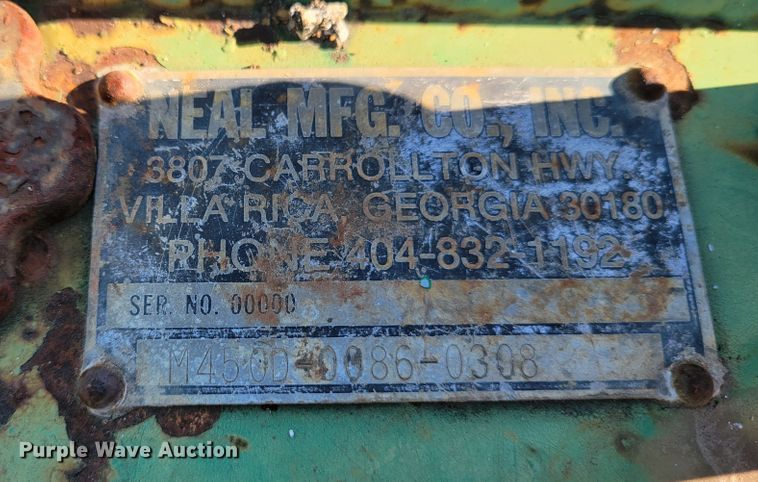 NEAL MFG. CO., INC.
3807 CARROLLTON HWY.
VILLA RICA, GEORGIA 30180
PHONE 404-832-1192
SER. NO. 00000
M450D-0086-0308
Purple Wave Auction